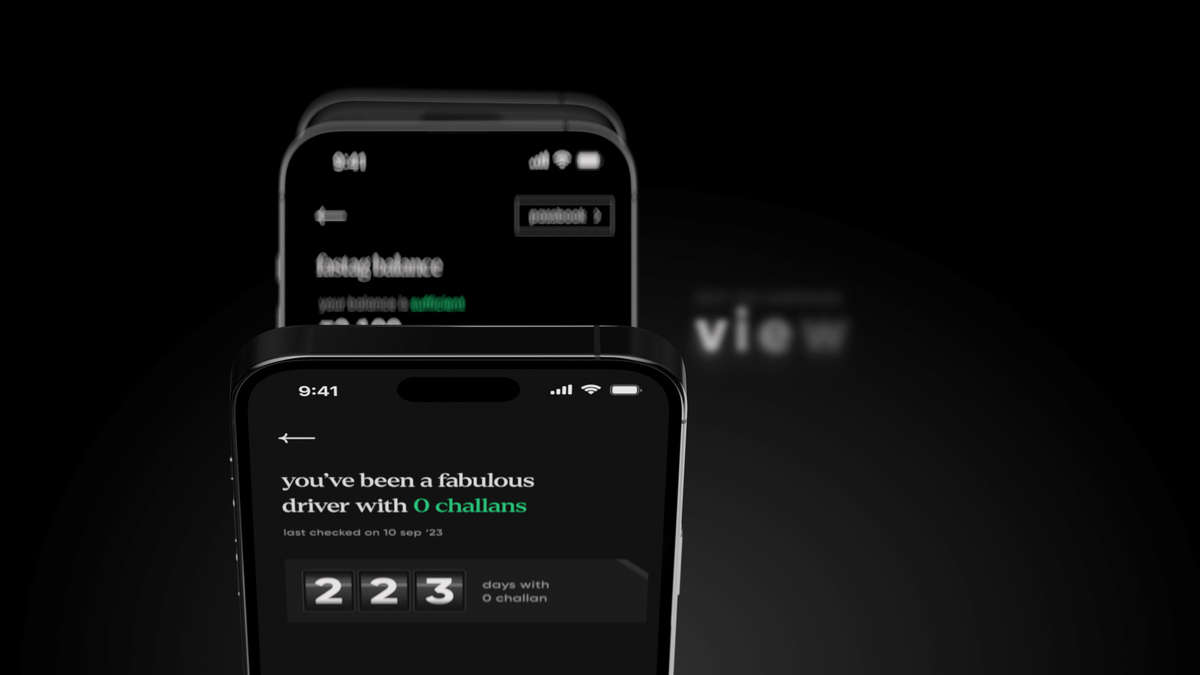 9:41
passbook
fastag balance
your balance is sufficient
view
9:41
you've been a fabulous
driver with 0 challans
last checked on 10 sep '23
2 2 3
days with
0 challan